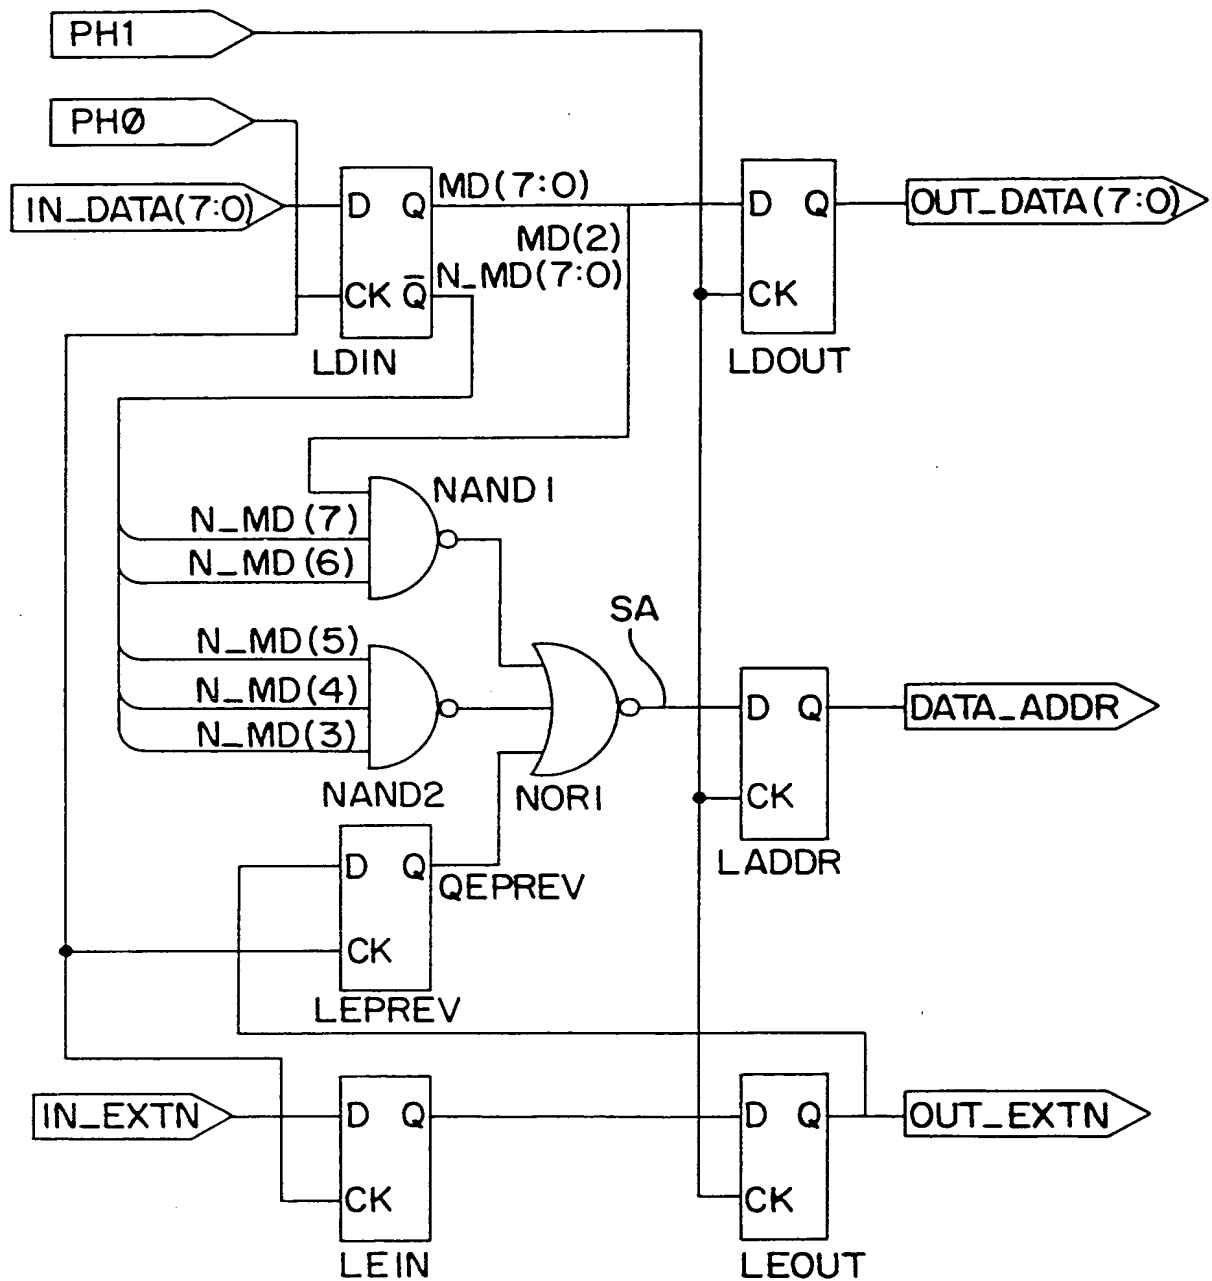 PH1
PHØ
IN_DATA(7:0)
D Q
CK Q̅
LDIN
MD(7:0)
MD(2)
N_MD(7:0)
D Q
CK
LDOUT
OUT_DATA(7:0)
NAND1
N_MD(7)
N_MD(6)
N_MD(5)
N_MD(4)
N_MD(3)
NAND2
NOR1
SA
D Q
CK
LADDR
DATA_ADDR
D Q
CK
QEPREV
LEPREV
IN_EXTN
D Q
CK
LEIN
D Q
CK
LEOUT
OUT_EXTN